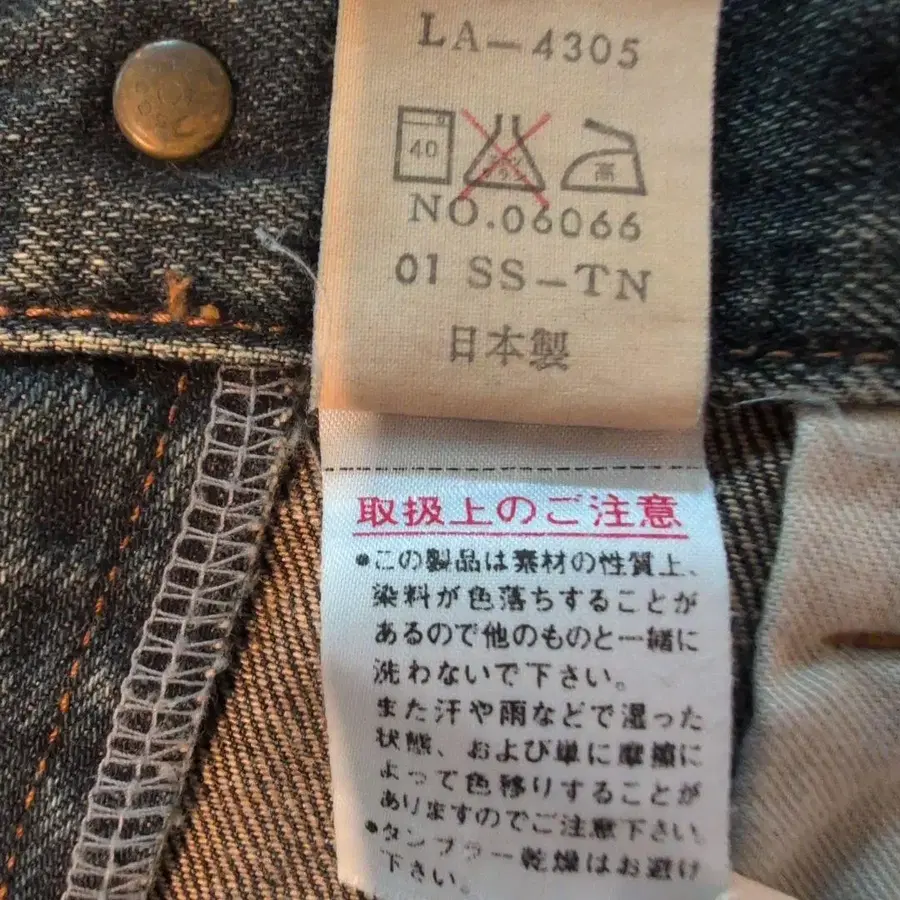 LA-4305
40
エンソ
サラシ
高
NO.06066
01 SS-TN
日本製
取扱上のご注意
●この製品は素材の性質上、
染料が色落ちすることが
あるので他のものと一緒に
洗わないで下さい。
また汗や雨などで湿った
状態、および単に摩擦に
よって色移りすることが
ありますのでご注意下さい。
●タンブラー乾燥はお避け
下さい。